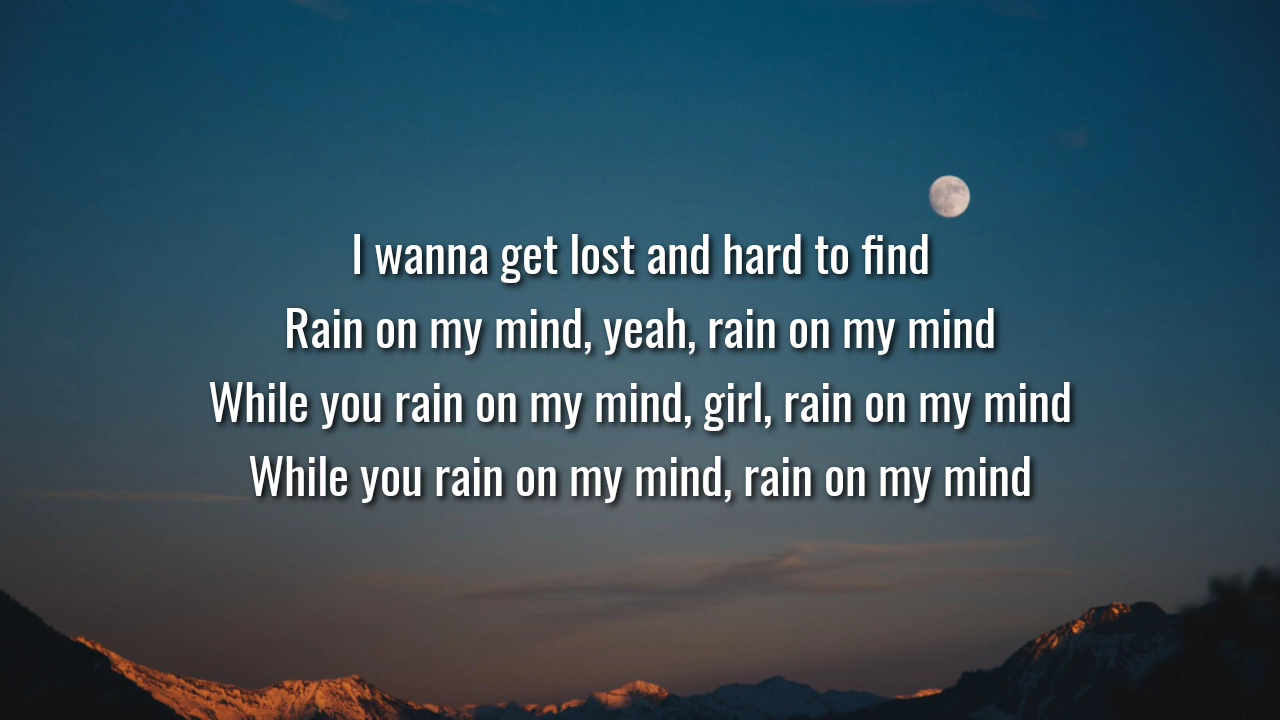 I wanna get lost and hard to find
Rain on my mind, yeah, rain on my mind
While you rain on my mind, girl, rain on my mind
While you rain on my mind, rain on my mind